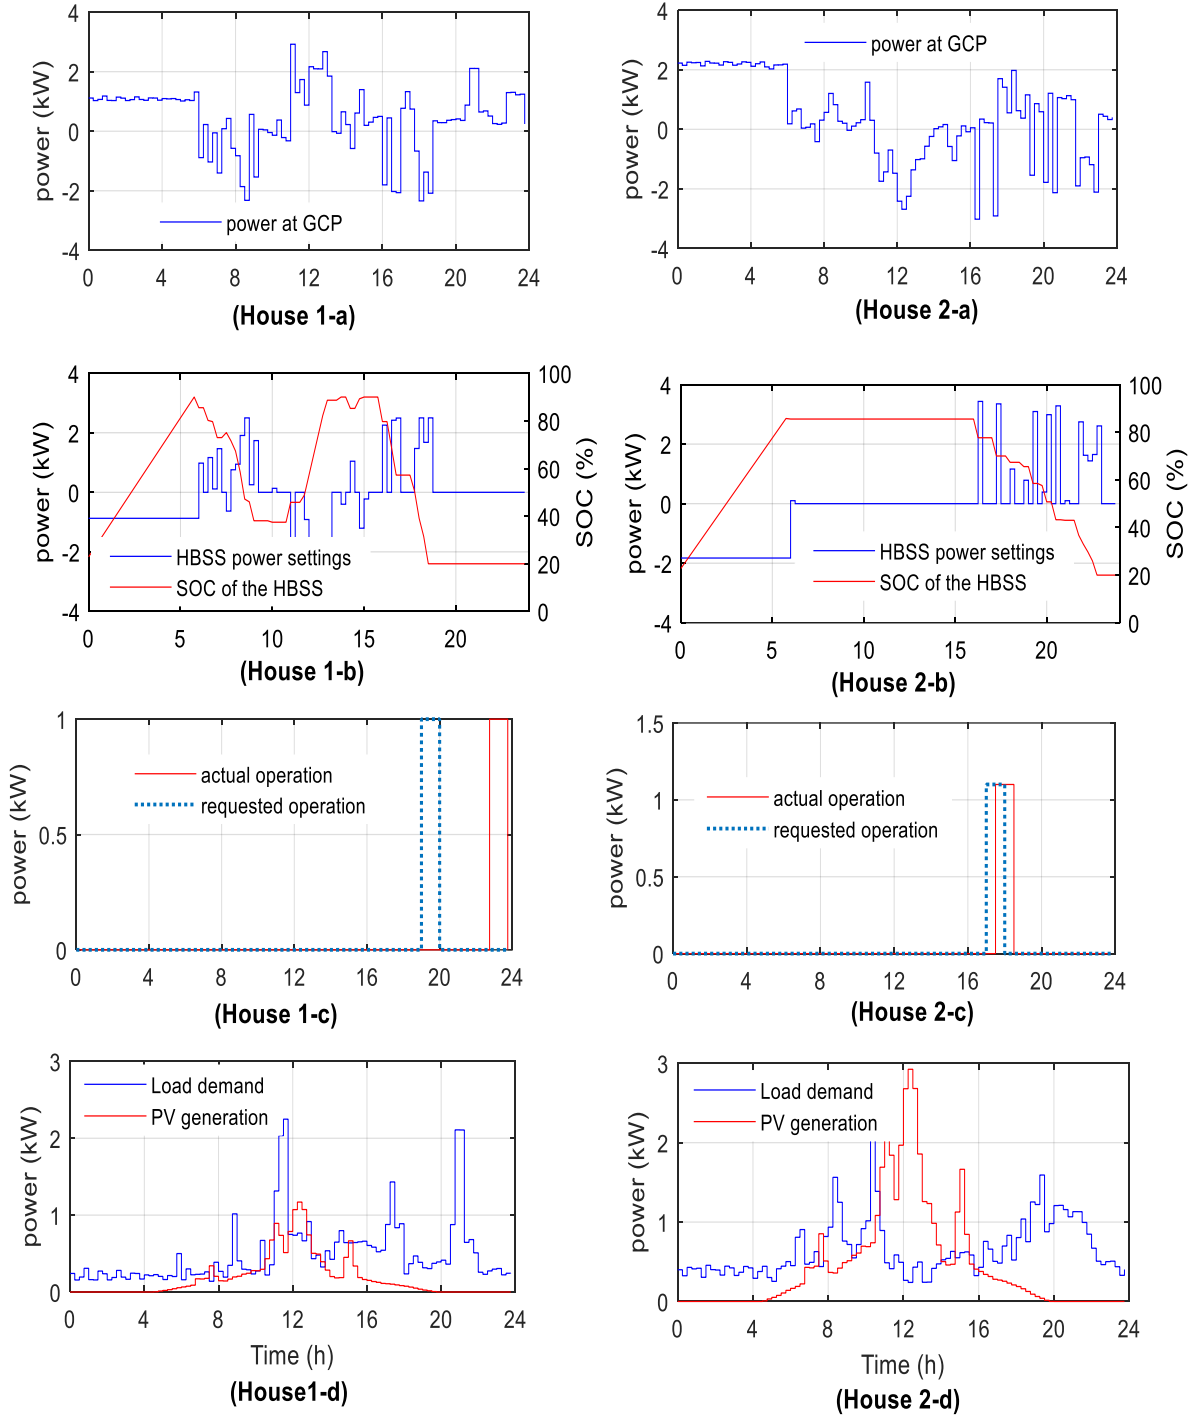 4
2
0
-2
-4
power (kW)
power at GCP
0 4 8 12 16 20 24
(House 1-a)
4
2
0
-2
-4
power (kW)
power at GCP
0 4 8 12 16 20 24
(House 2-a)
4
2
0
-2
-4
power (kW)
100
80
60
40
20
0
SOC (%)
HBSS power settings
SOC of the HBSS
0 5 10 15 20
(House 1-b)
4
2
0
-2
-4
power (kW)
100
80
60
40
20
0
SOC (%)
HBSS power settings
SOC of the HBSS
0 5 10 15 20
(House 2-b)
1
0.5
0
power (kW)
actual operation
requested operation
0 4 8 12 16 20 24
(House 1-c)
1.5
1
0.5
0
power (kW)
actual operation
requested operation
0 4 8 12 16 20 24
(House 2-c)
3
2
1
0
power (kW)
Load demand
PV generation
0 4 8 12 16 20 24
Time (h)
(House1-d)
3
2
1
0
power (kW)
Load demand
PV generation
0 4 8 12 16 20 24
Time (h)
(House 2-d)